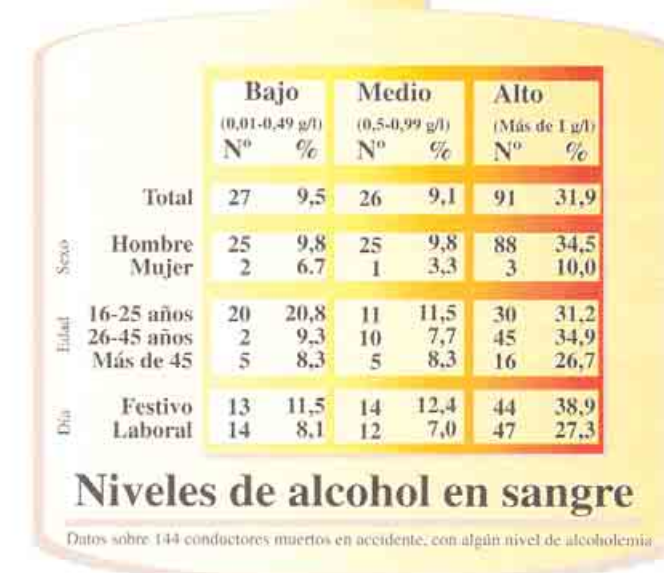 Bajo Medio Alto
(0,01-0,49 g/l) (0,5-0,99 g/l) (Más de 1 g/l)
Nº % Nº % Nº %
Total 27 9,5 26 9,1 91 31,9
Sexo
Hombre 25 9,8 25 9,8 88 34,5
Mujer 2 6.7 1 3,3 3 10,0
Edad
16-25 años 20 20,8 11 11,5 30 31,2
26-45 años 2 9,3 10 7,7 45 34,9
Más de 45 5 8,3 5 8,3 16 26,7
Día
Festivo 13 11,5 14 12,4 44 38,9
Laboral 14 8,1 12 7,0 47 27,3
Niveles de alcohol en sangre
Datos sobre 144 conductores muertos en accidente, con algún nivel de alcoholemia